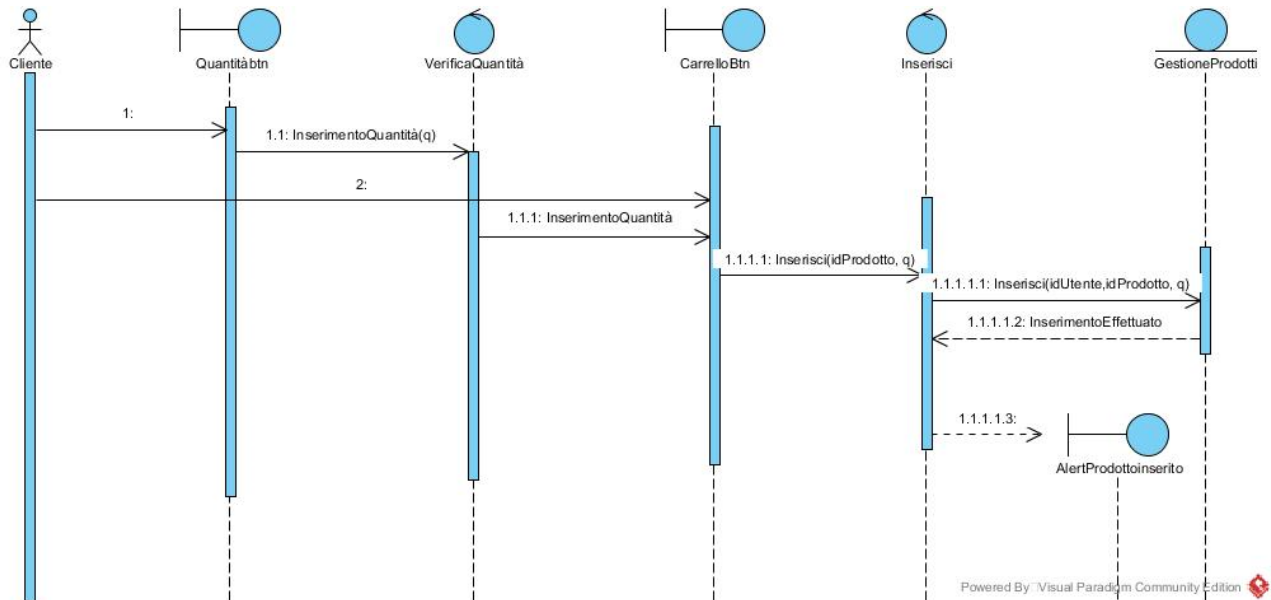 Cliente
Quantitàbtn
VerificaQuantità
CarrelloBtn
Inserisci
GestioneProdotti
1:
1.1: InserimentoQuantità(q)
2:
1.1.1: InserimentoQuantità
1.1.1.1: Inserisci(idProdotto, q)
1.1.1.1.1: Inserisci(idUtente,idProdotto, q)
1.1.1.1.2: InserimentoEffettuato
1.1.1.1.3:
AlertProdottoinserito
Powered By Visual Paradigm Community Edition